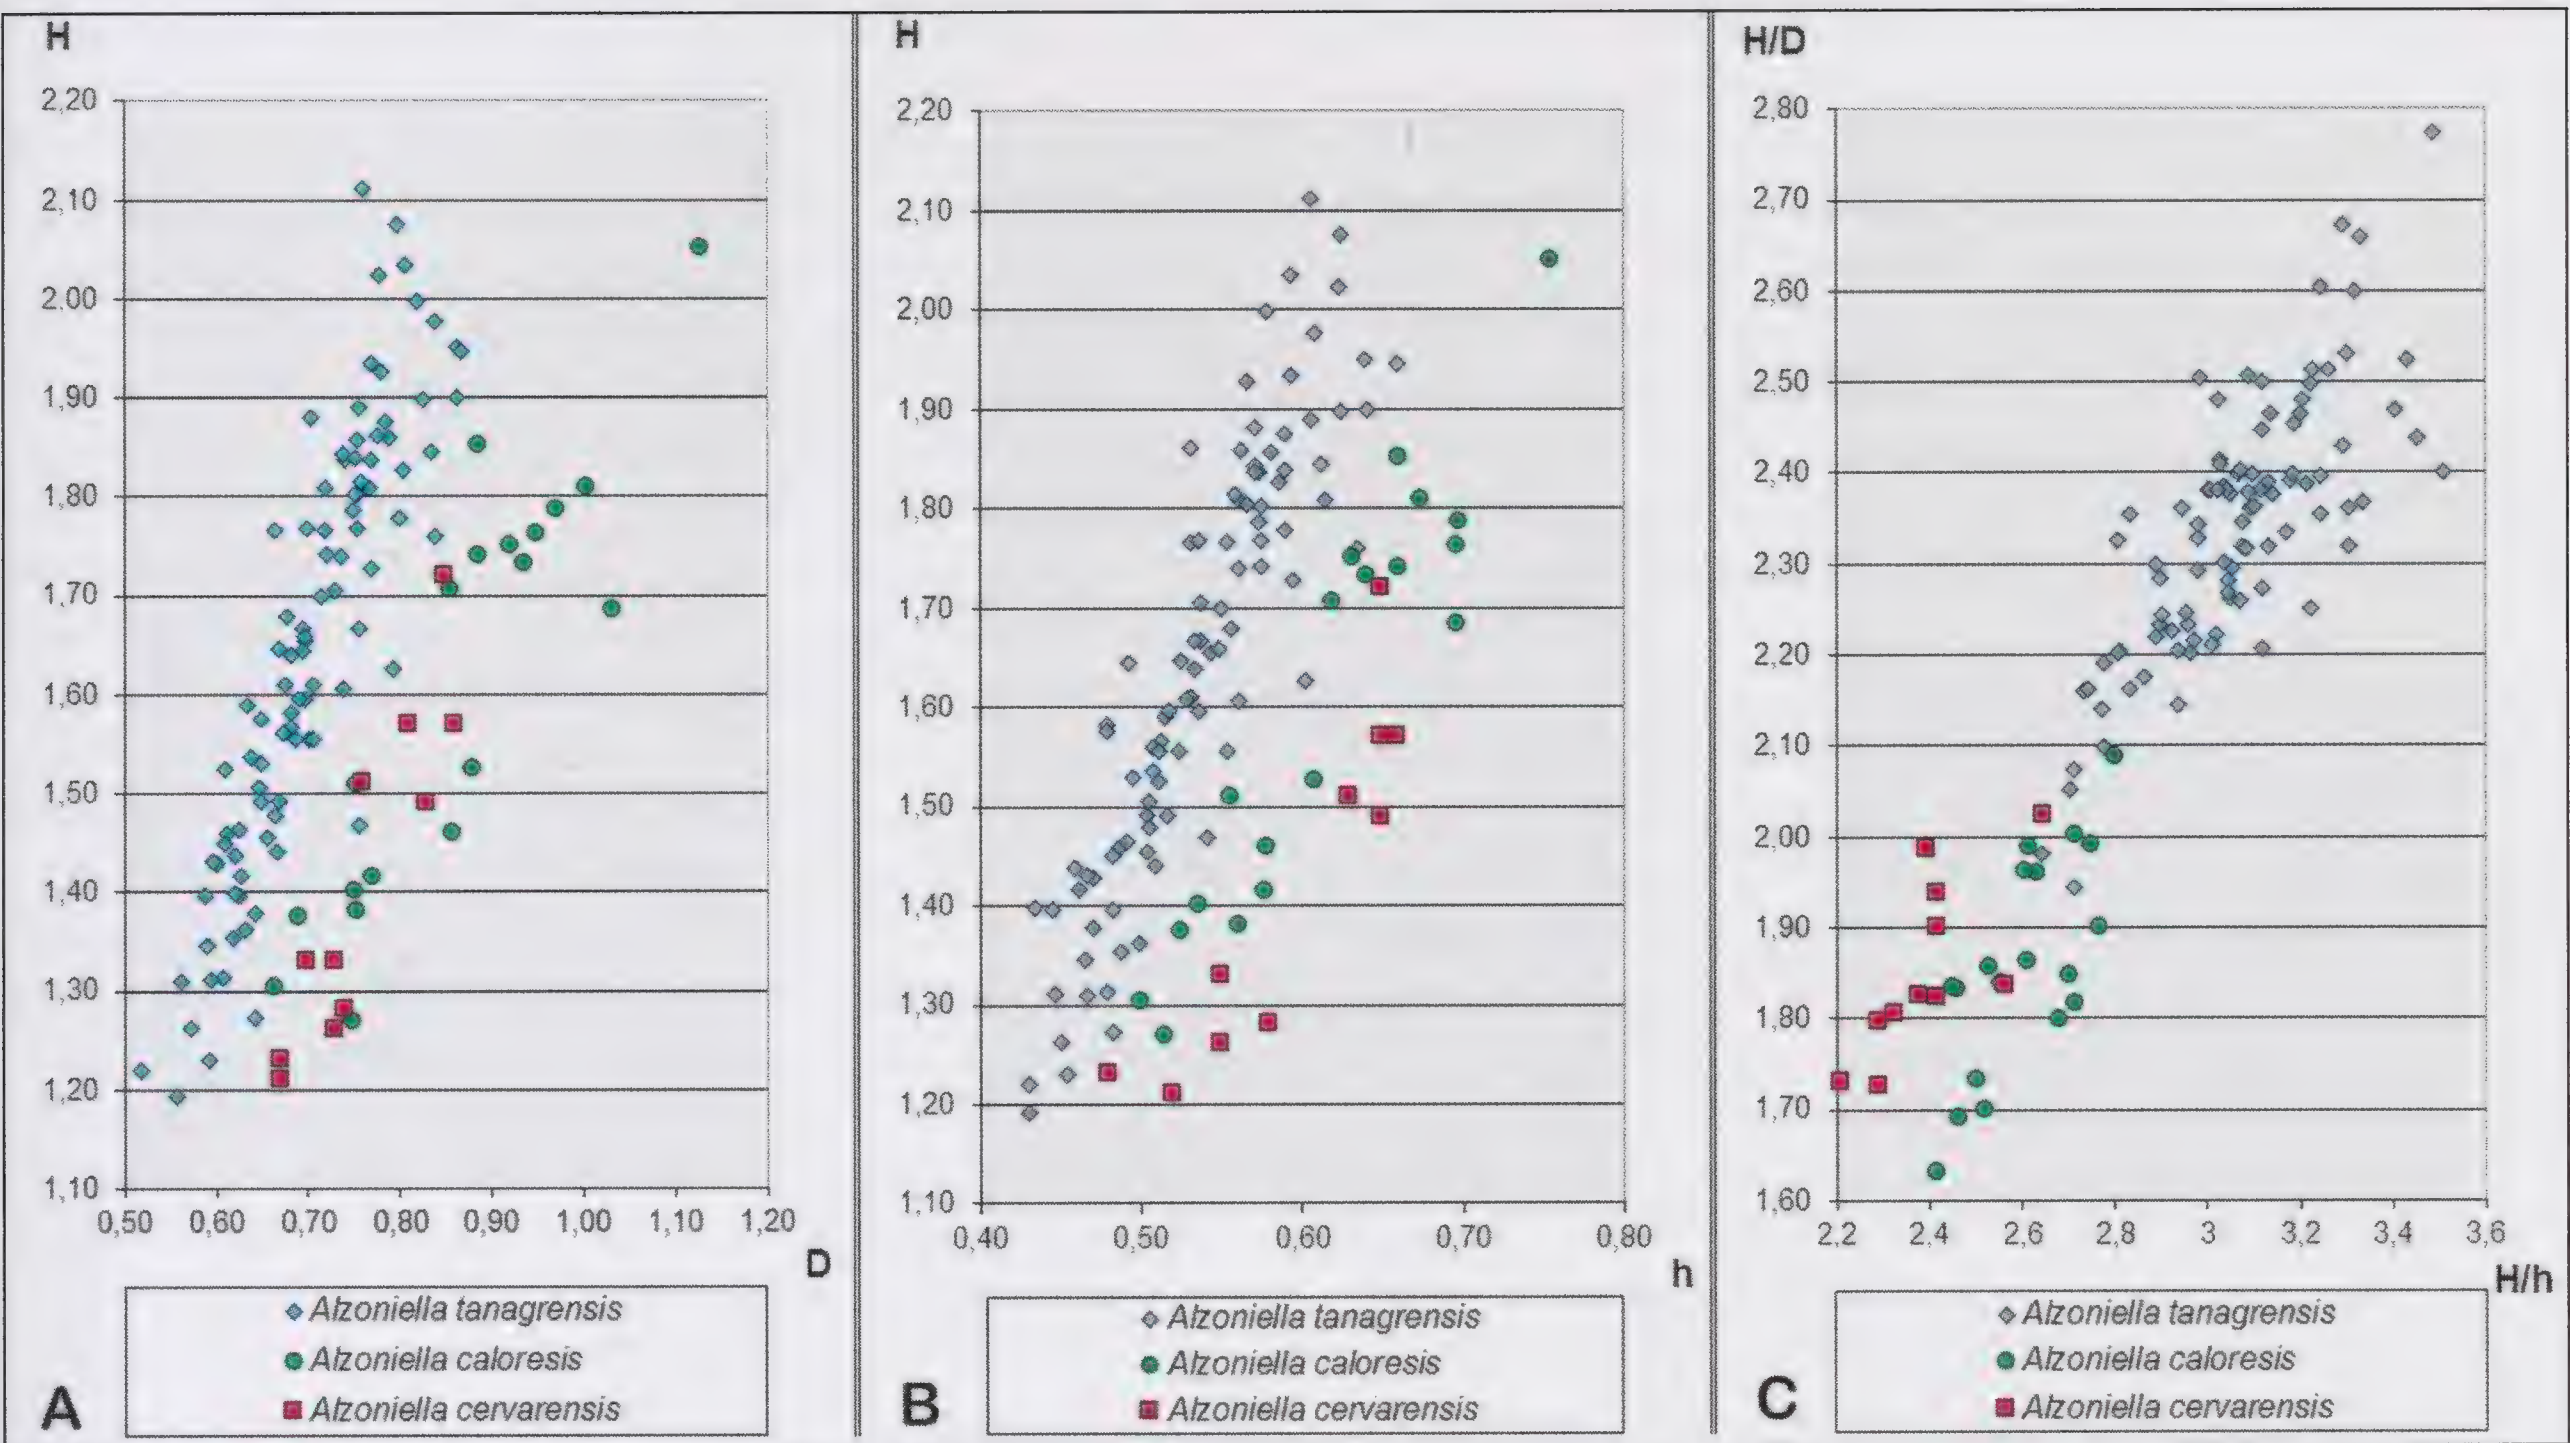 H
2,20
2,10
2.00
1,90
1,80
1,70
1,60
1,50
1,40
1,30
1,20
1,10
0,50 0,60 0,70 0,80 0,90 1,00 1,10 1,20
D
Alzoniella tanagrensis
Alzoniella caloresis
Alzoniella cervarensis
A
H
2,20
2,10
2,00
1,90
1,80
1,70
1,60
1,50
1,40
1,30
1,20
1,10
0,40 0,50 0,60 0,70 0,80
h
Alzoniella tanagrensis
Alzoniella caloresis
Alzoniella cervarensis
B
H/D
2,80
2,70
2,60
2,50
2,40
2,30
2,20
2,10
2,00
1,90
1,80
1,70
1,60
2,2 2,4 2,6 2,8 3 3,2 3,4 3,6
H/h
Alzoniella tanagrensis
Alzoniella caloresis
Alzoniella cervarensis
C